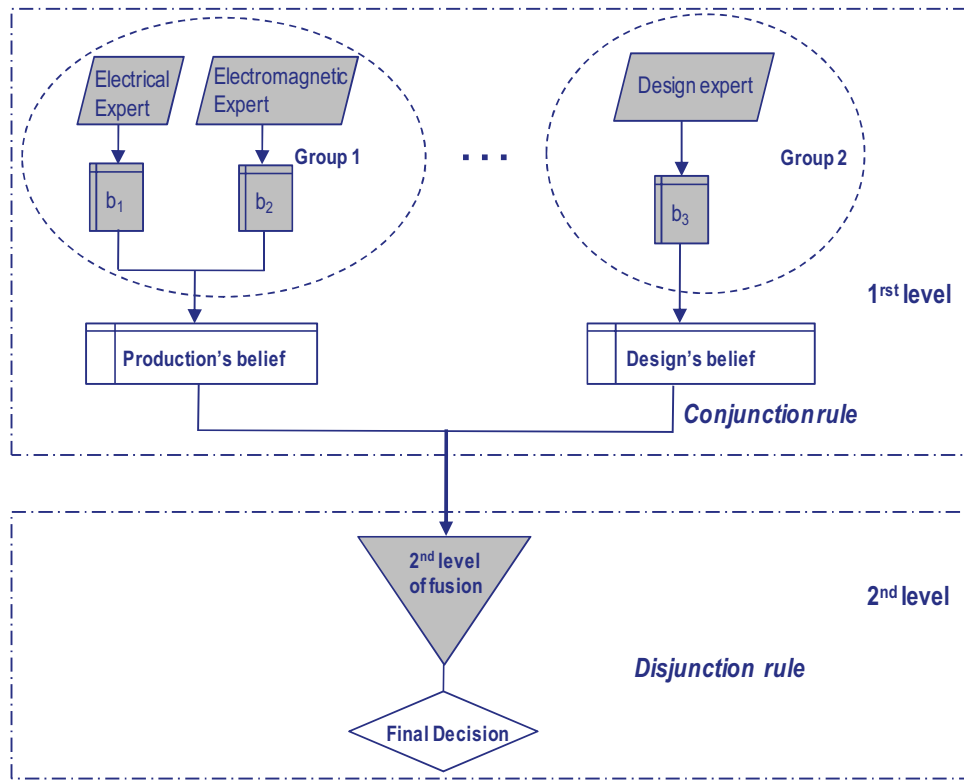 Electrical
Expert
Electromagnetic
Expert
Design expert
Group 1
. . .
Group 2
b1
b2
b3
1rst level
Production's belief
Design's belief
Conjunction rule
2nd level
of fusion
2nd level
Disjunction rule
Final Decision